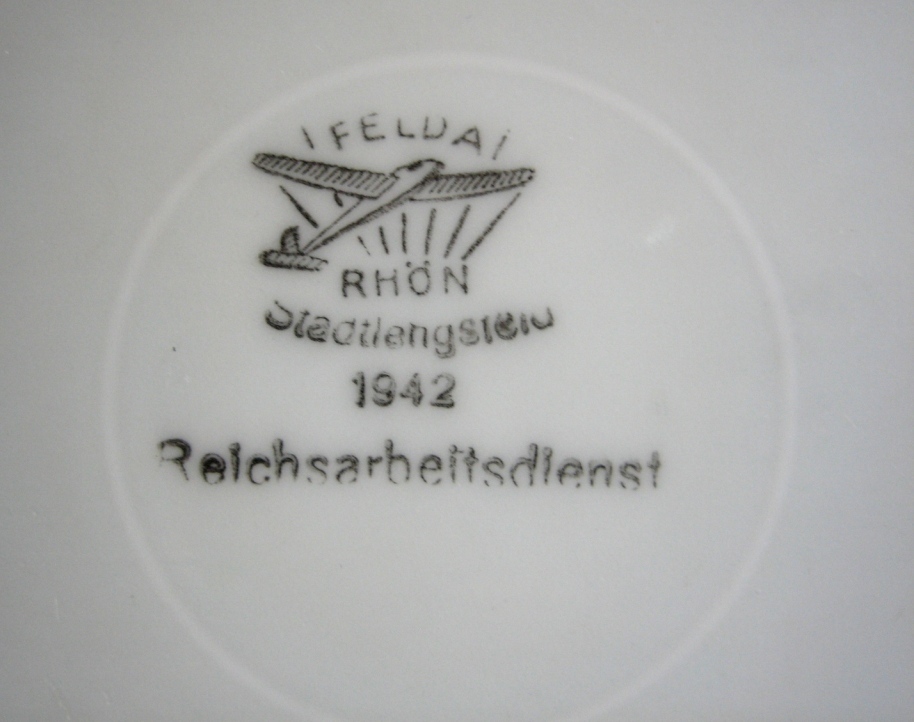 FELDA
RHÖN
Stadtlengsfeld
1942
Reichsarbeitsdienst